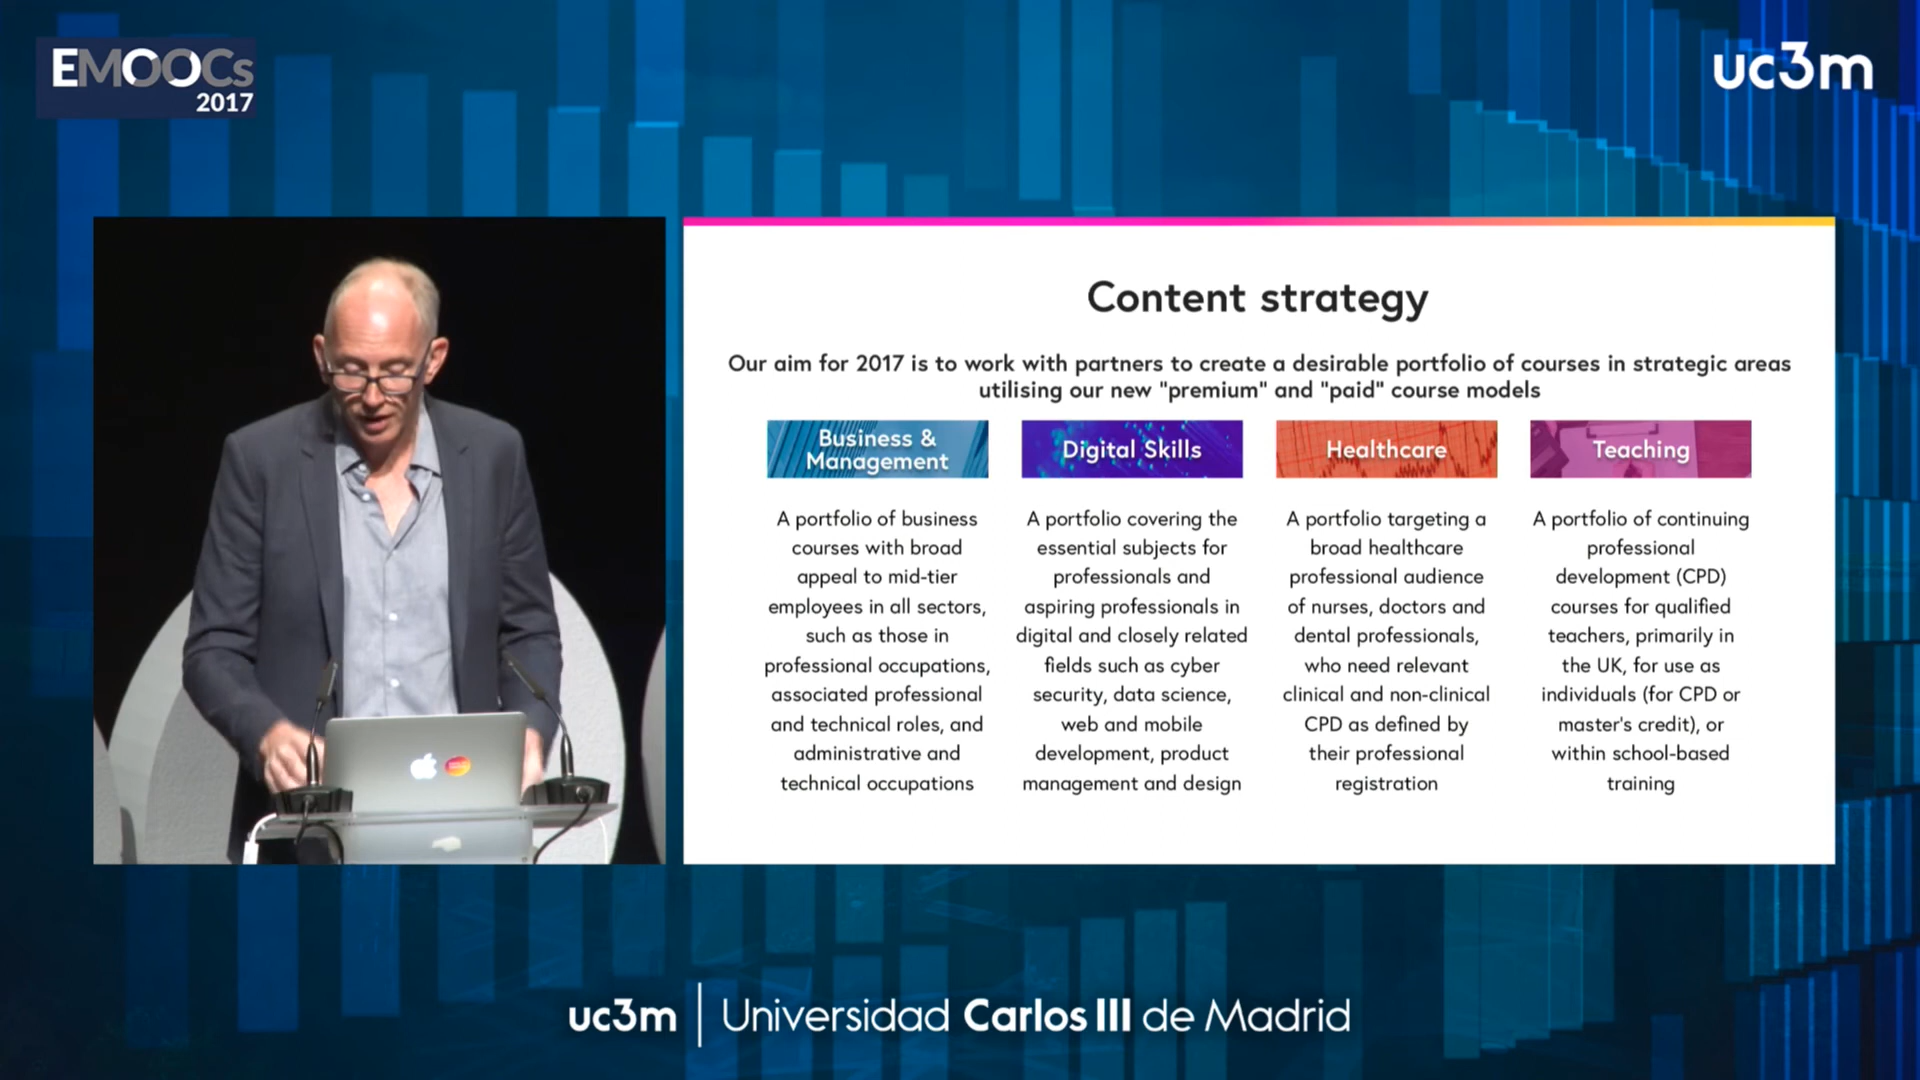 EMOOCs
2017
uc3m
Content strategy
Our aim for 2017 is to work with partners to create a desirable portfolio of courses in strategic areas
utilising our new "premium" and "paid" course models
Business &
Management
A portfolio of business
courses with broad
appeal to mid-tier
employees in all sectors,
such as those in
professional occupations,
associated professional
and technical roles, and
administrative and
technical occupations
Digital Skills
A portfolio covering the
essential subjects for
professionals and
aspiring professionals in
digital and closely related
fields such as cyber
security, data science,
web and mobile
development, product
management and design
Healthcare
A portfolio targeting a
broad healthcare
professional audience
of nurses, doctors and
dental professionals,
who need relevant
clinical and non-clinical
CPD as defined by
their professional
registration
Teaching
A portfolio of continuing
professional
development (CPD)
courses for qualified
teachers, primarily in
the UK, for use as
individuals (for CPD or
master's credit), or
within school-based
training
uc3m | Universidad Carlos III de Madrid